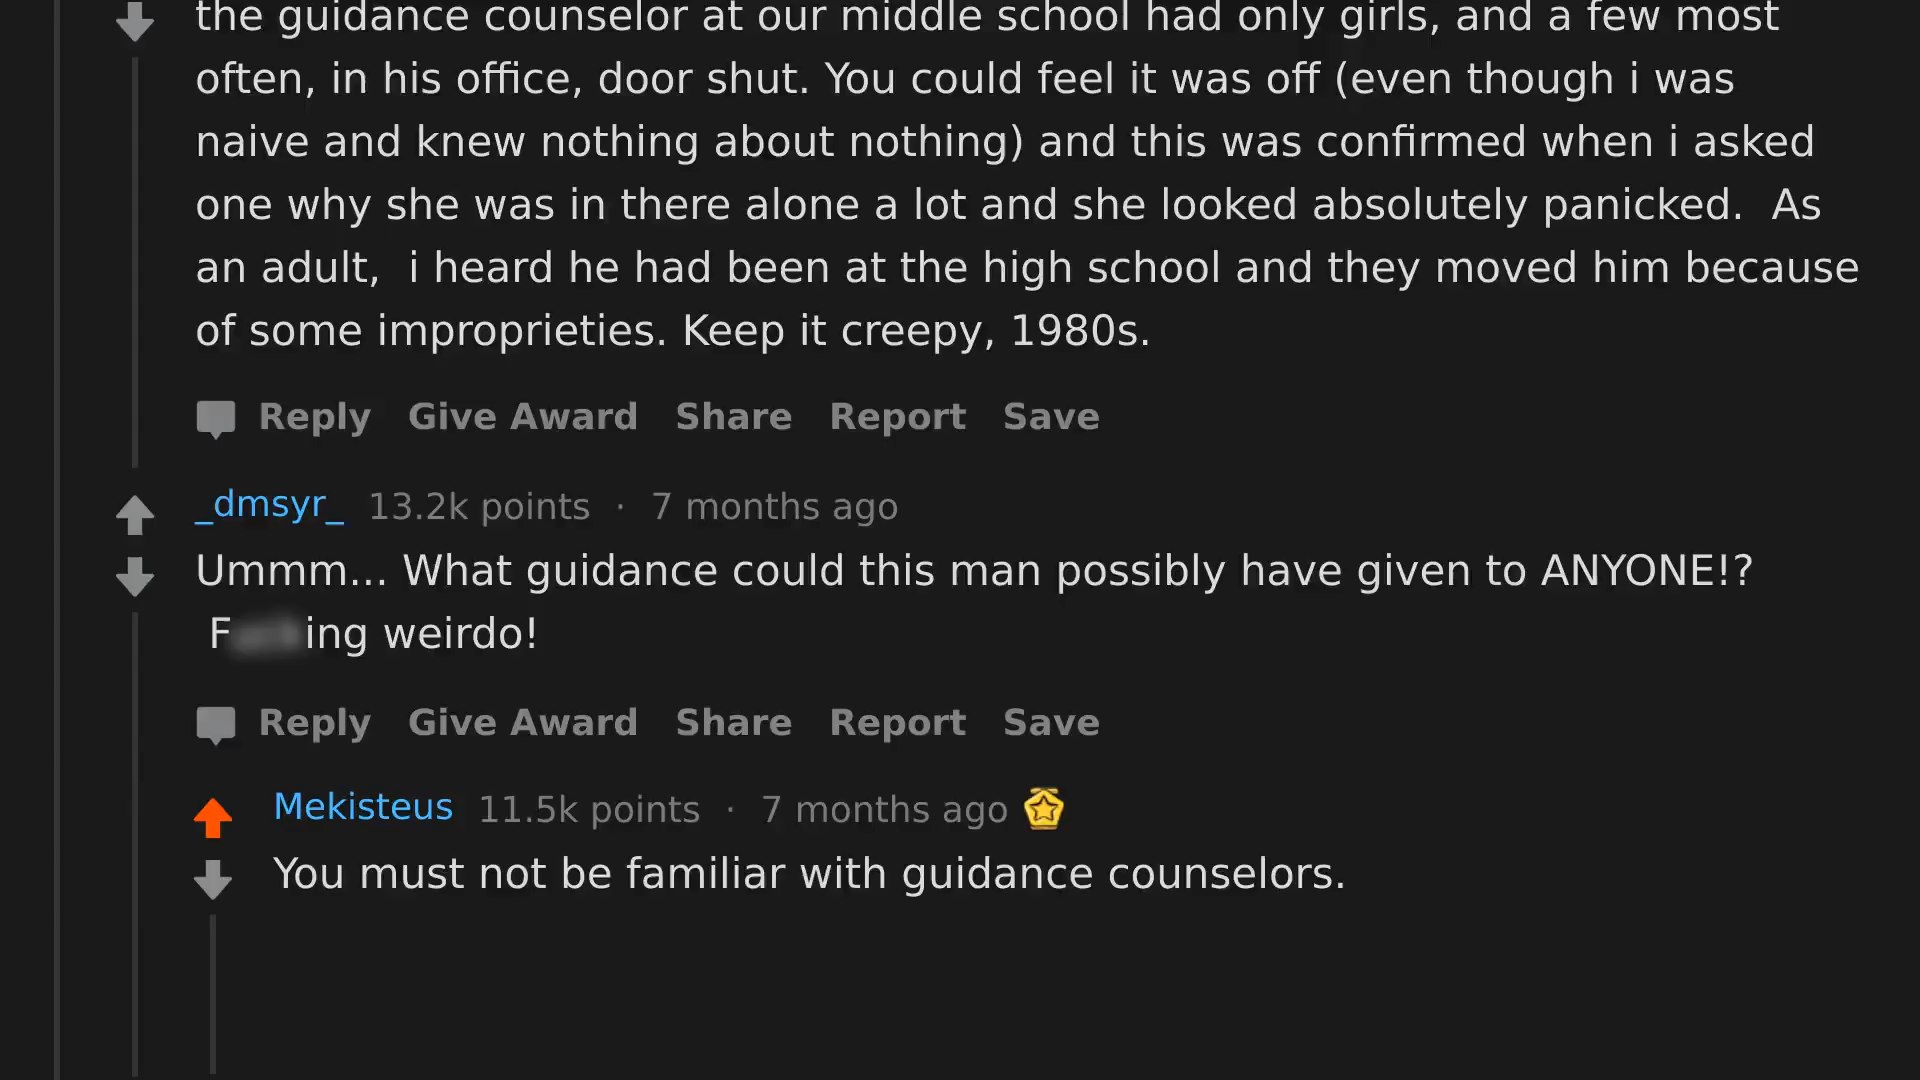 the guidance counselor at our middle school had only girls, and a few most
often, in his office, door shut. You could feel it was off (even though i was
naive and knew nothing about nothing) and this was confirmed when i asked
one why she was in there alone a lot and she looked absolutely panicked.  As
an adult,  i heard he had been at the high school and they moved him because
of some improprieties. Keep it creepy, 1980s.
Reply Give Award Share Report Save
_dmsyr_ 13.2k points · 7 months ago
Ummm... What guidance could this man possibly have given to ANYONE!?
F ing weirdo!
Reply Give Award Share Report Save
Mekisteus 11.5k points · 7 months ago
You must not be familiar with guidance counselors.